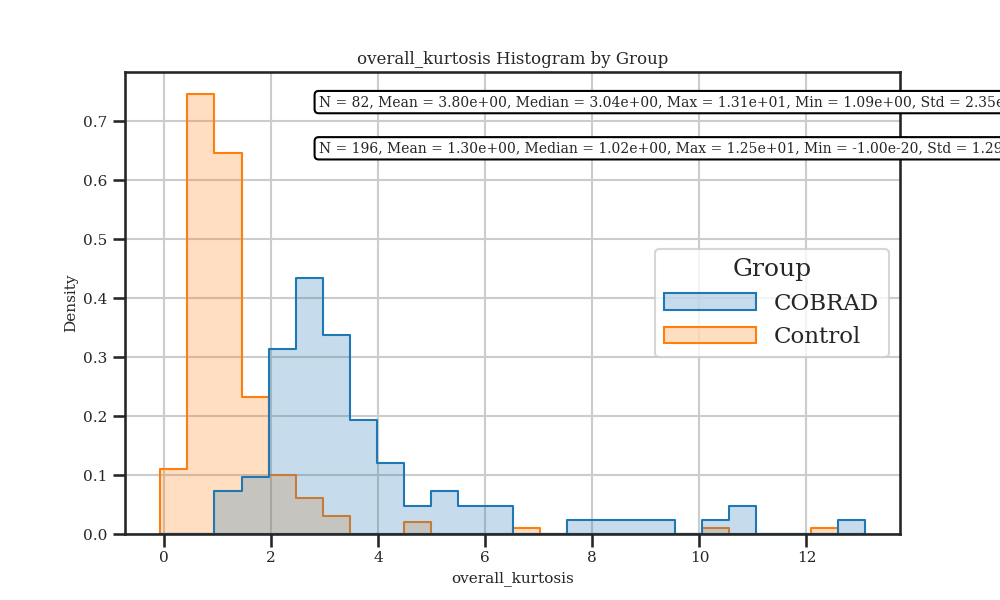 overall_kurtosis Histogram by Group
N = 82, Mean = 3.80e+00, Median = 3.04e+00, Max = 1.31e+01, Min = 1.09e+00, Std = 2.35e
N = 196, Mean = 1.30e+00, Median = 1.02e+00, Max = 1.25e+01, Min = -1.00e-20, Std = 1.29
0.7
0.6
0.5
0.4
0.3
0.2
0.1
0.0
Density
Group
COBRAD
Control
0 2 4 6 8 10 12
overall_kurtosis